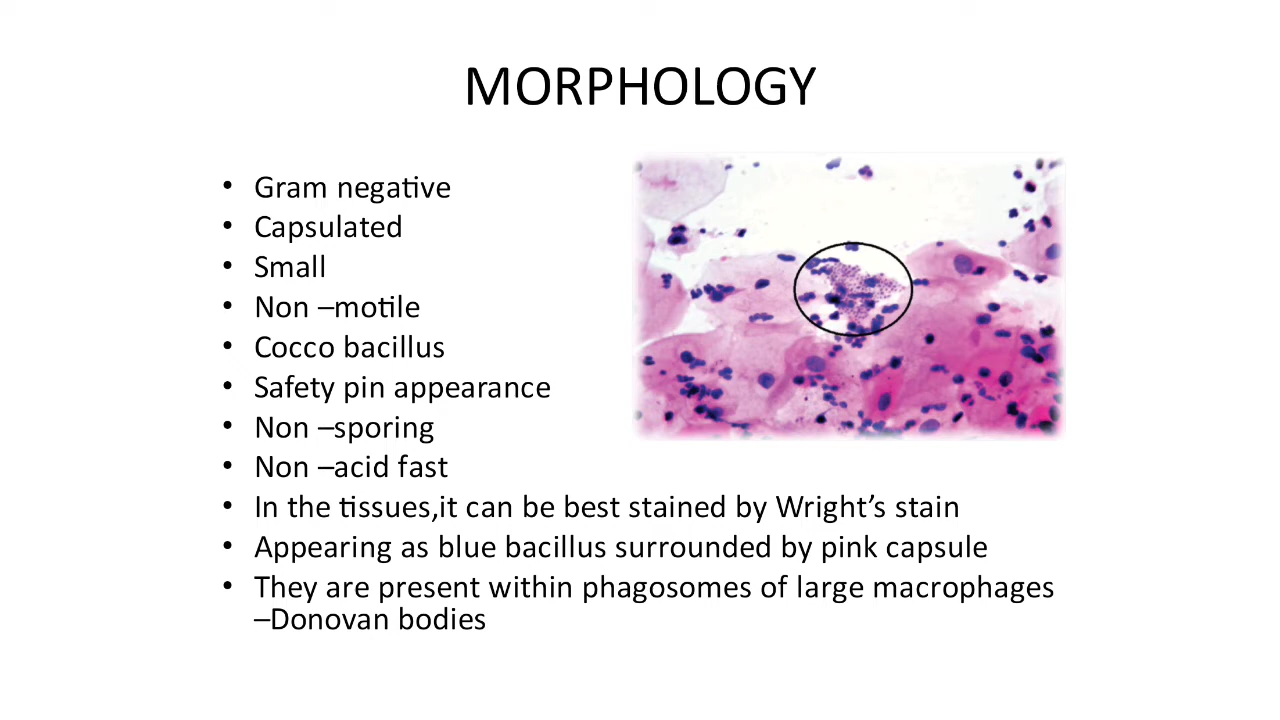 MORPHOLOGY
• Gram negative
• Capsulated
• Small
• Non –motile
• Cocco bacillus
• Safety pin appearance
• Non –sporing
• Non –acid fast
• In the tissues,it can be best stained by Wright’s stain
• Appearing as blue bacillus surrounded by pink capsule
• They are present within phagosomes of large macrophages
–Donovan bodies